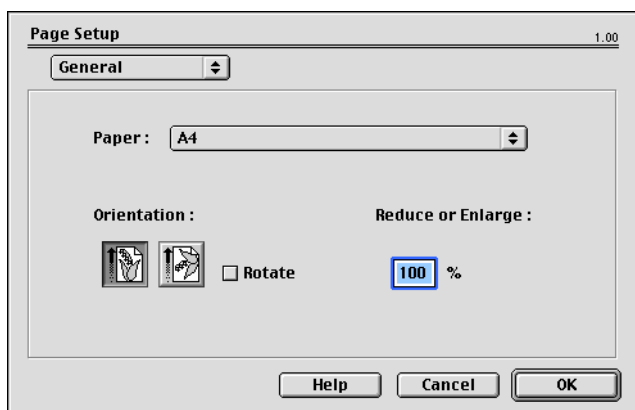 Page Setup 1.00
General
Paper : A4
Orientation : Reduce or Enlarge :
Rotate 100 %
Help Cancel OK